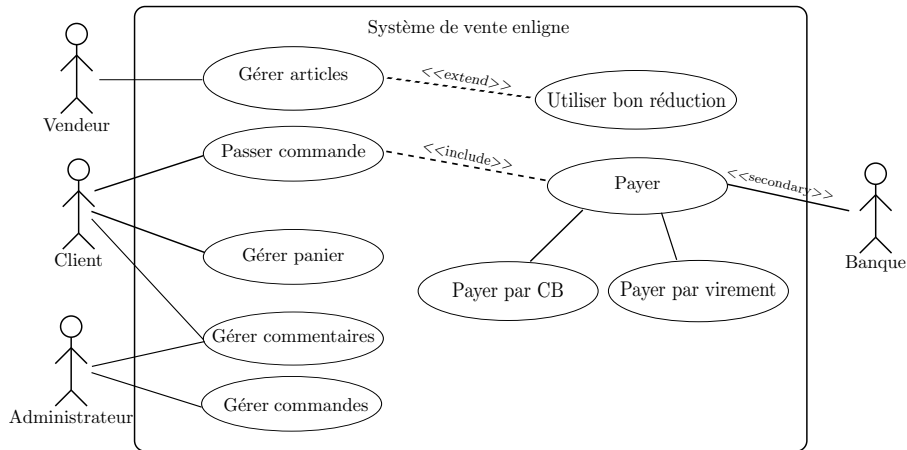 Système de vente enligne
Gérer articles
<<extend>>
Utiliser bon réduction
Vendeur
Passer commande
<<include>>
Payer
<<secondary>>
Client
Gérer panier
Banque
Payer par CB
Payer par virement
Gérer commentaires
Administrateur
Gérer commandes